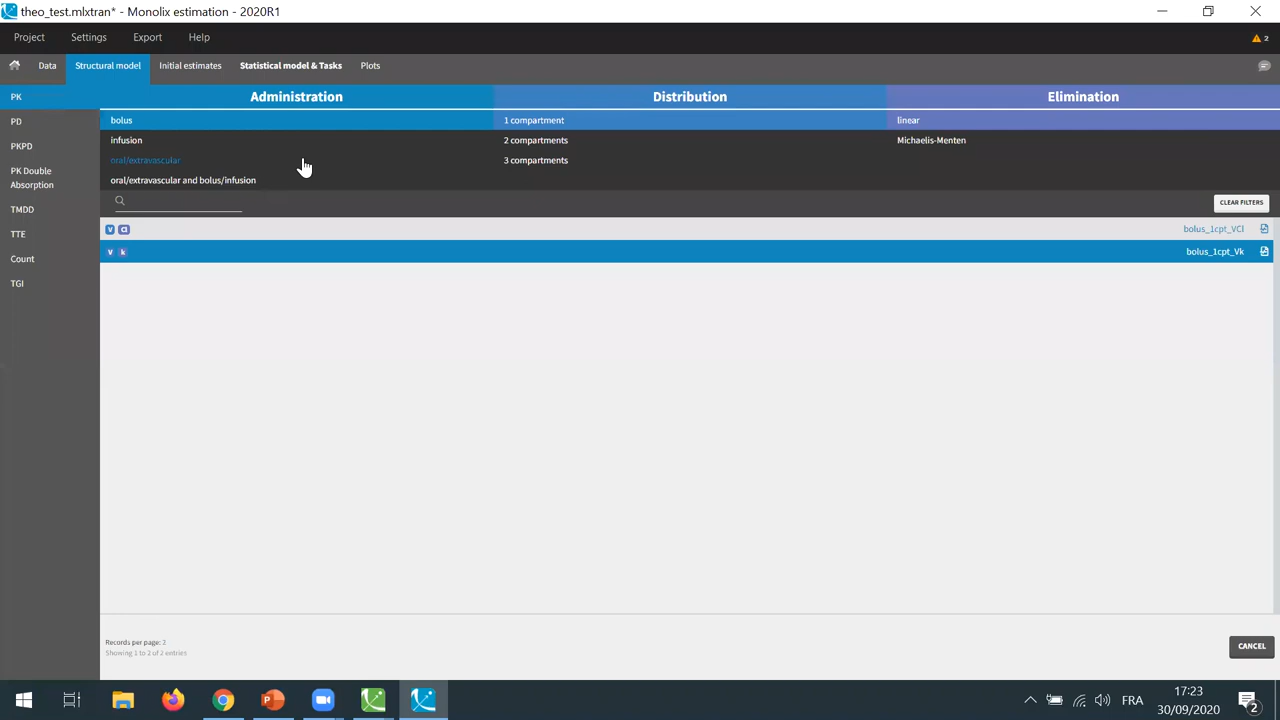 theo_test.mlxtran* - Monolix estimation - 2020R1
Project Settings Export Help
2
Data Structural model Initial estimates Statistical model & Tasks Plots
PK
PD
PKPD
PK Double
Absorption
TMDD
TTE
Count
TGI
Administration Distribution Elimination
bolus 1 compartment linear
infusion 2 compartments Michaelis-Menten
oral/extravascular 3 compartments
oral/extravascular and bolus/infusion
CLEAR FILTERS
V Cl bolus_1cpt_VCl
V k bolus_1cpt_Vk
Records per page: 2
Showing 1 to 2 of 2 entries
CANCEL
FRA
17:23
30/09/2020
2